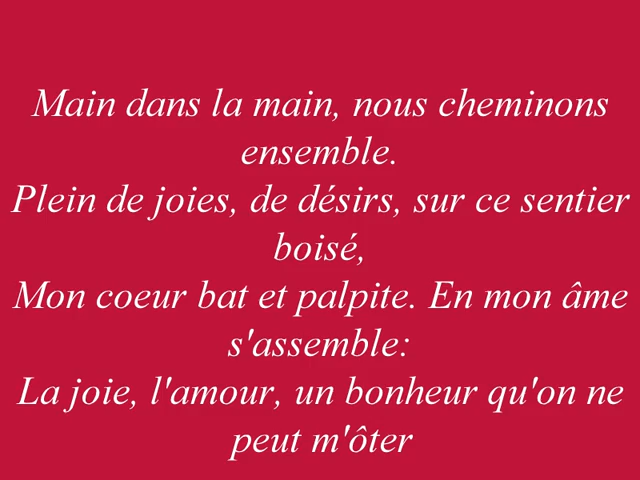 Main dans la main, nous cheminons
ensemble.
Plein de joies, de désirs, sur ce sentier
boisé,
Mon coeur bat et palpite. En mon âme
s'assemble:
La joie, l'amour, un bonheur qu'on ne
peut m'ôter